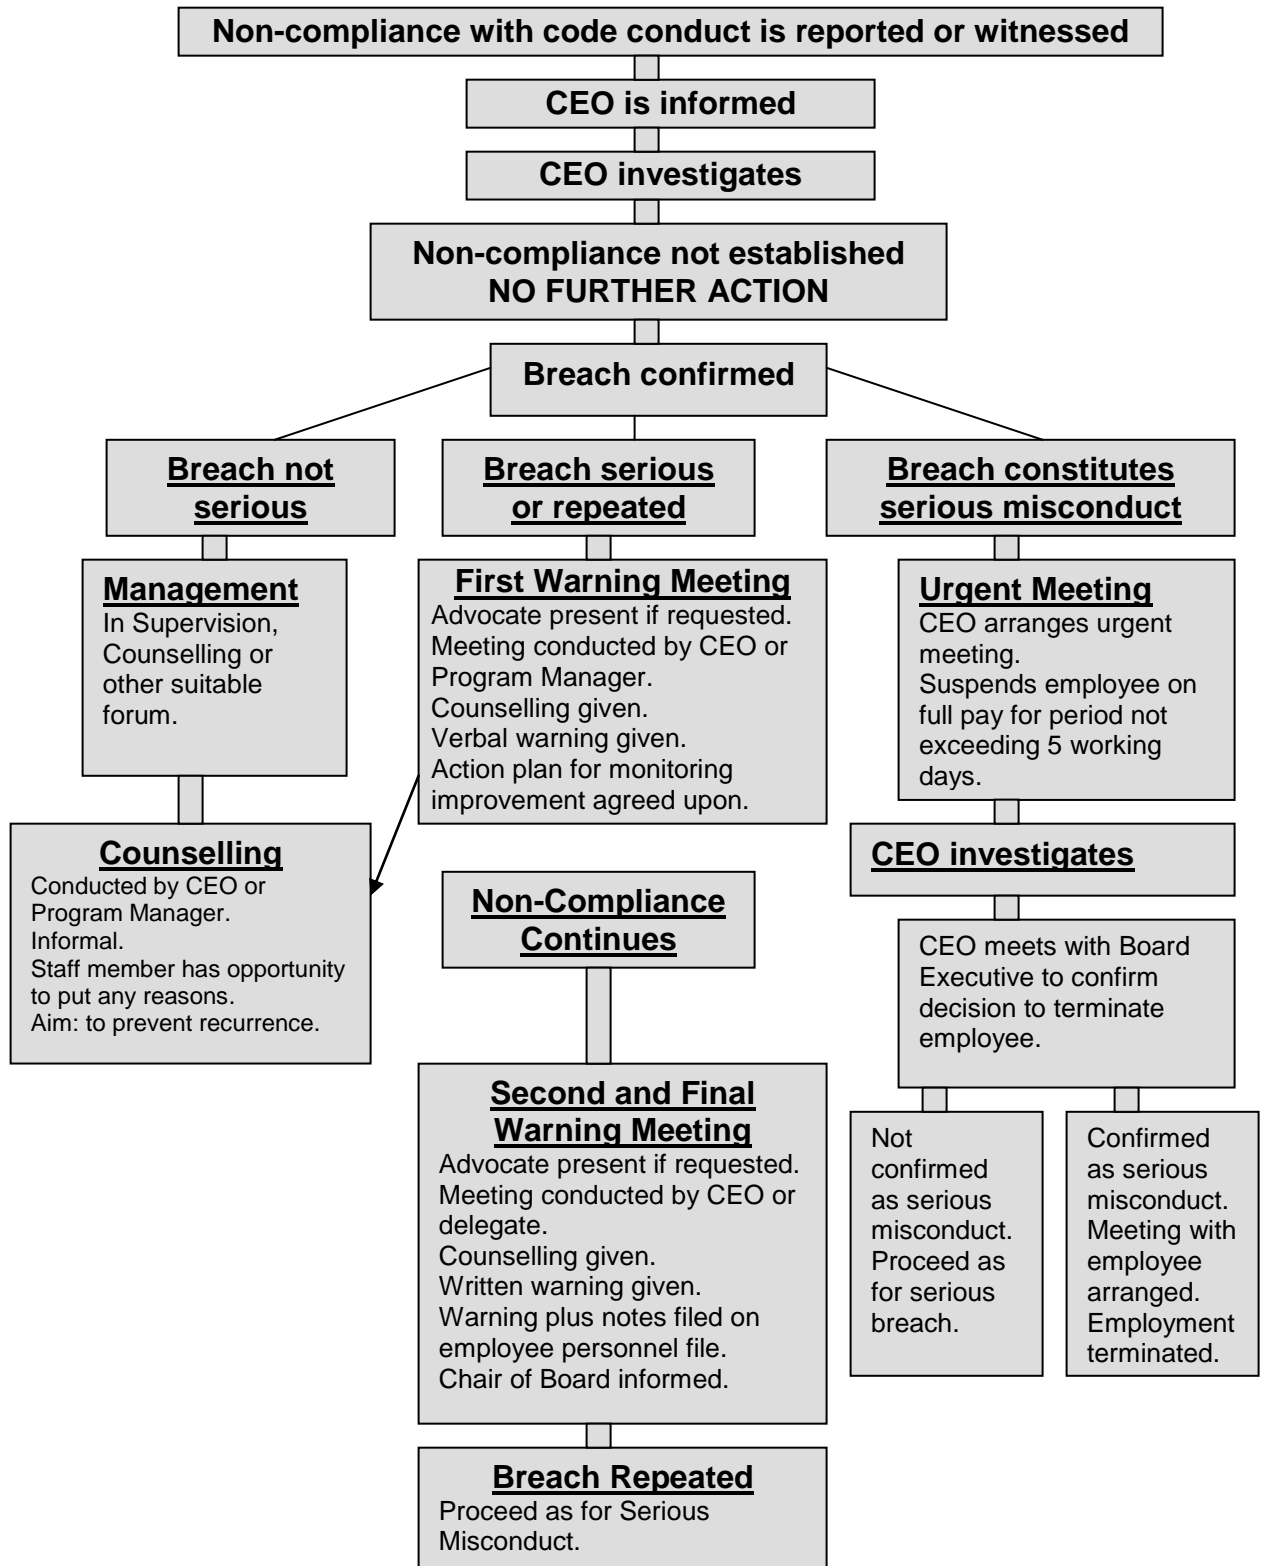 Non-compliance with code conduct is reported or witnessed
CEO is informed
CEO investigates
Non-compliance not established
NO FURTHER ACTION
Breach confirmed
Breach not
serious
Management
In Supervision,
Counselling or
other suitable
forum.
Counselling
Conducted by CEO or
Program Manager.
Informal.
Staff member has opportunity
to put any reasons.
Aim: to prevent recurrence.
Breach serious
or repeated
First Warning Meeting
Advocate present if requested.
Meeting conducted by CEO or
Program Manager.
Counselling given.
Verbal warning given.
Action plan for monitoring
improvement agreed upon.
Non-Compliance
Continues
Second and Final
Warning Meeting
Advocate present if requested.
Meeting conducted by CEO or
delegate.
Counselling given.
Written warning given.
Warning plus notes filed on
employee personnel file.
Chair of Board informed.
Breach Repeated
Proceed as for Serious
Misconduct.
Breach constitutes
serious misconduct
Urgent Meeting
CEO arranges urgent
meeting.
Suspends employee on
full pay for period not
exceeding 5 working
days.
CEO investigates
CEO meets with Board
Executive to confirm
decision to terminate
employee.
Not
confirmed
as serious
misconduct.
Proceed as
for serious
breach.
Confirmed
as serious
misconduct.
Meeting with
employee
arranged.
Employment
terminated.